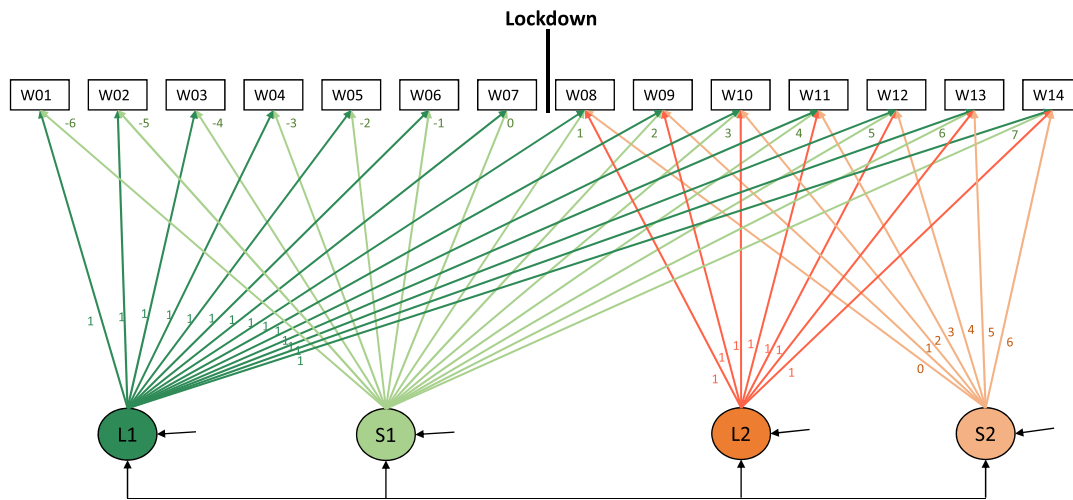 Lockdown
W01 W02 W03 W04 W05 W06 W07 W08 W09 W10 W11 W12 W13 W14
-6 -5 -4 -3 -2 -1 0 1 2 3 4 5 6 7
1 1 1 1 1 1 1 1 1 1 1 1 1 1
1 1 1 1 1 1 1
0 1 2 3 4 5 6
L1 S1 L2 S2